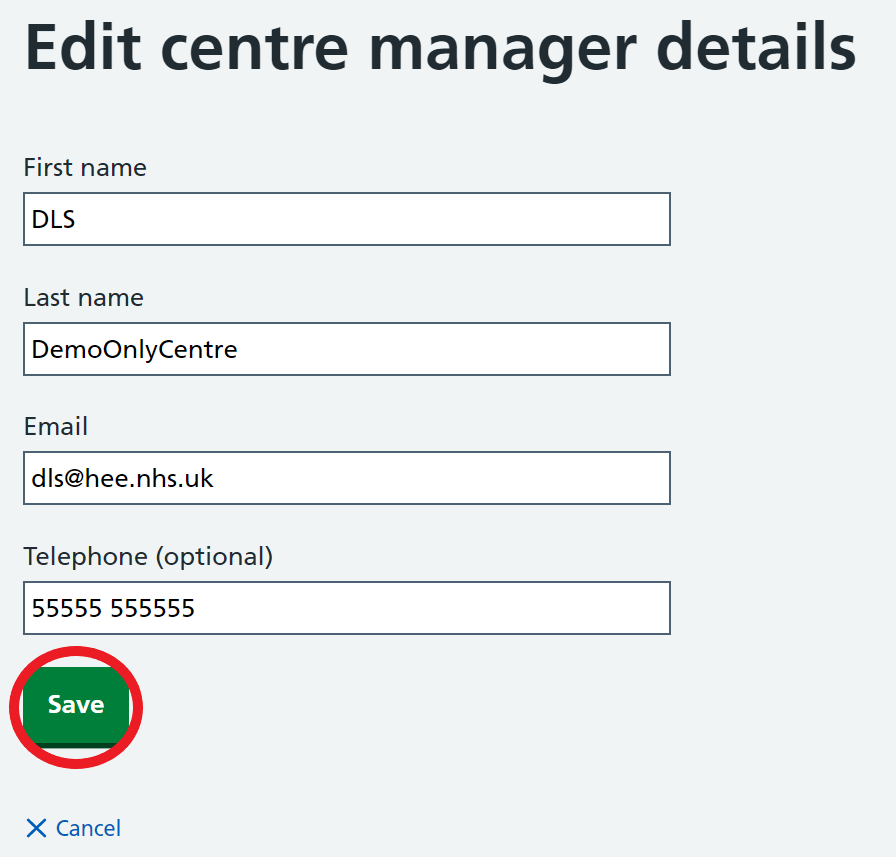 Edit centre manager details
First name
DLS
Last name
DemoOnlyCentre
Email
dls@hee.nhs.uk
Telephone (optional)
55555 555555
Save
Cancel